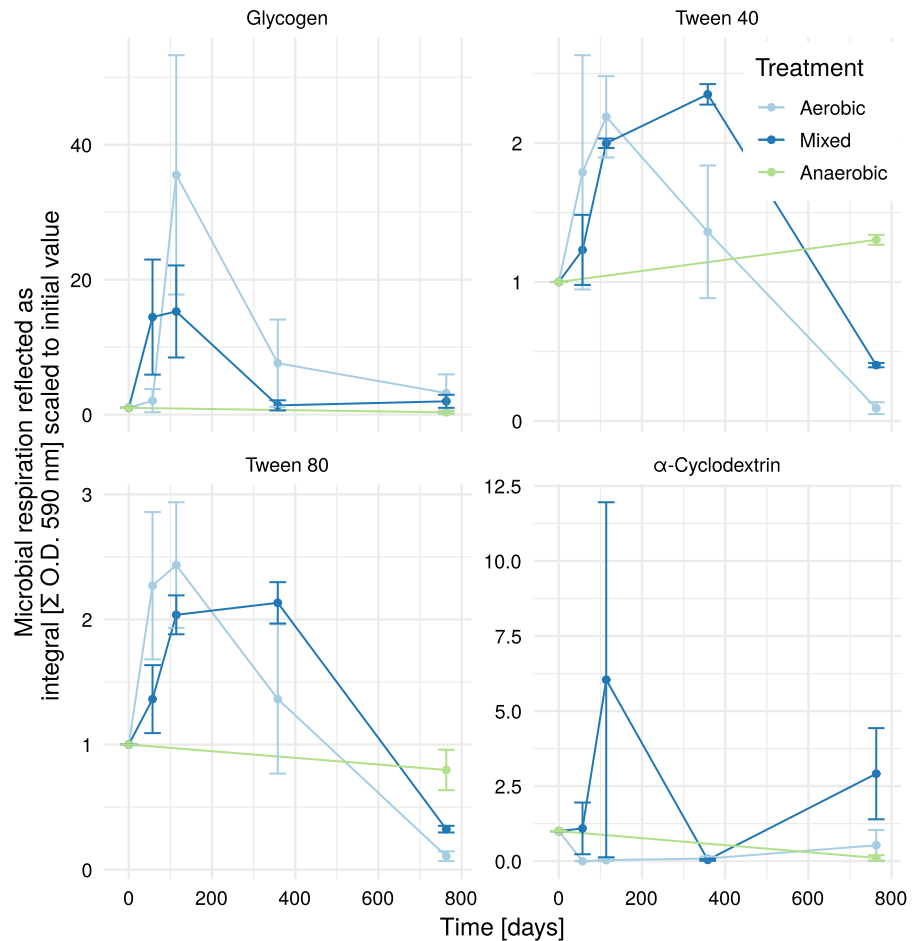 Glycogen
Tween 40
Treatment
Aerobic
Mixed
Anaerobic
40
20
0
2
1
0
Microbial respiration reflected as
integral [Σ O.D. 590 nm] scaled to initial value
Tween 80
α-Cyclodextrin
3
2
1
0
12.5
10.0
7.5
5.0
2.5
0.0
0 200 400 600 800
0 200 400 600 800
Time [days]